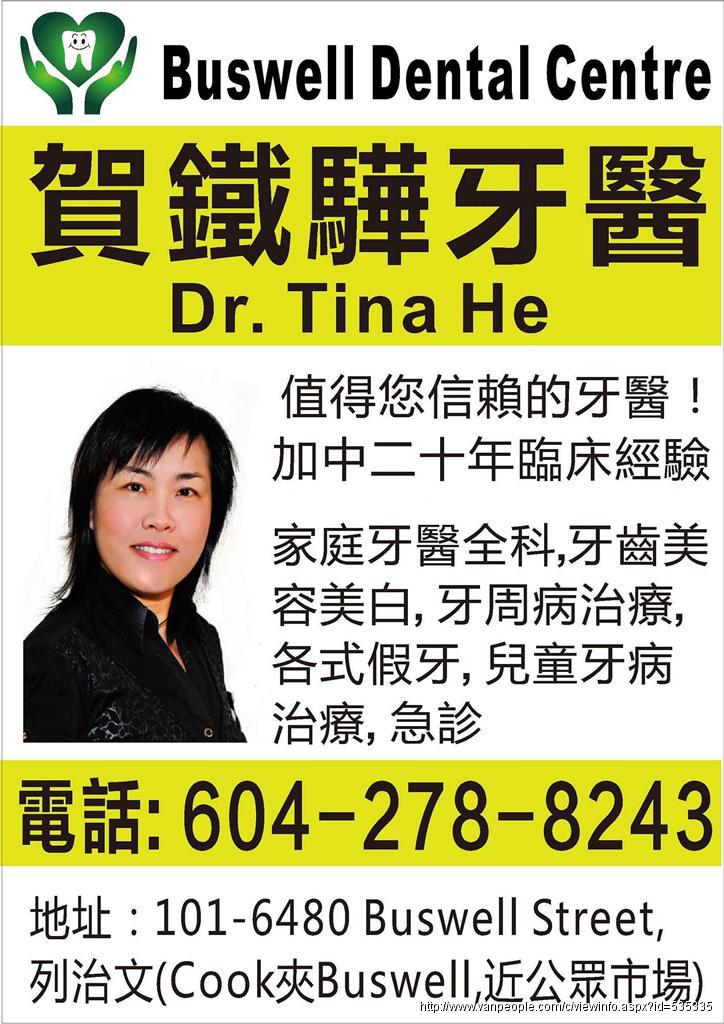 Buswell Dental Centre
賀鐵驊牙醫
Dr. Tina He
值得您信賴的牙醫！
加中二十年臨床經驗
家庭牙醫全科,牙齒美
容美白, 牙周病治療,
各式假牙, 兒童牙病
治療, 急診
電話: 604-278-8243
地址：101-6480 Buswell Street,
列治文(Cook夾Buswell,近公眾市場)
http://www.vanpeople.com/c/viewinfo.aspx?id=535335